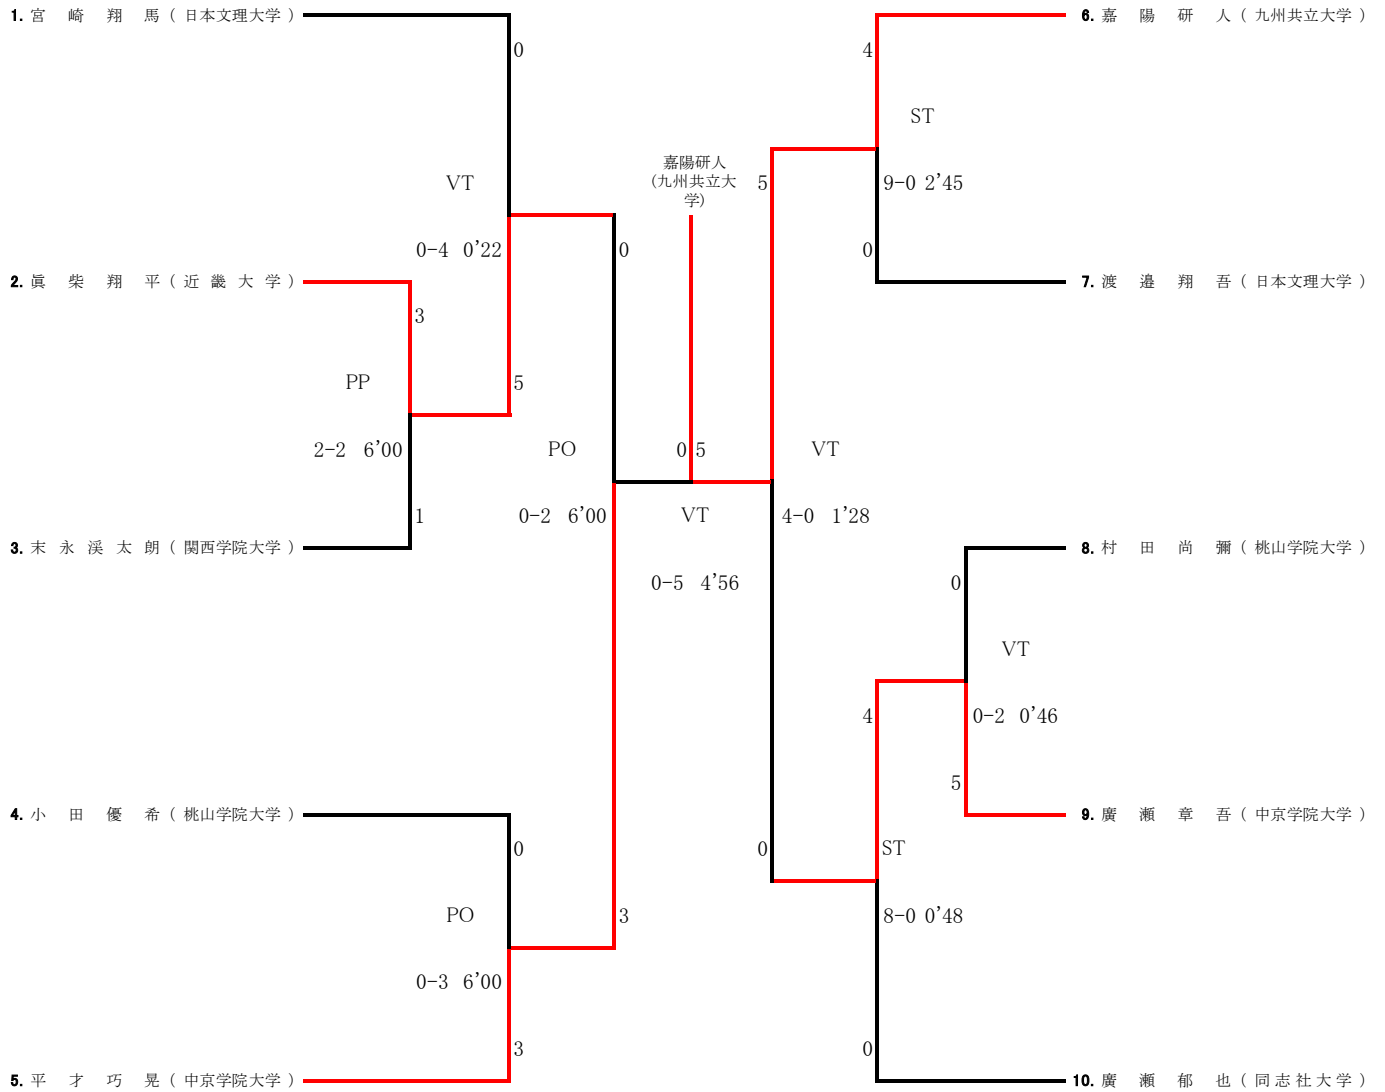 1. 宮崎翔馬 ( 日本文理大学 )
0
VT
0-4 0’22
2. 眞柴翔平 ( 近畿大学 )
3
5
PP
2-2 6’00
1
3. 末永渓太朗 ( 関西学院大学 )
0
PO
0-2 6’00
3
4. 小田優希 ( 桃山学院大学 )
0
PO
0-3 6’00
3
5. 平才巧晃 ( 中京学院大学 )
嘉陽研人
(九州共立大
学)
0 5
VT
0-5 4’56
6. 嘉陽研人 ( 九州共立大学 )
4
ST
5
9-0 2’45
0
7. 渡邉翔吾 ( 日本文理大学 )
VT
4-0 1’28
8. 村田尚彌 ( 桃山学院大学 )
0
VT
4
0-2 0’46
5
9. 廣瀬章吾 ( 中京学院大学 )
0
ST
8-0 0’48
0
10. 廣瀬郁也 ( 同志社大学 )